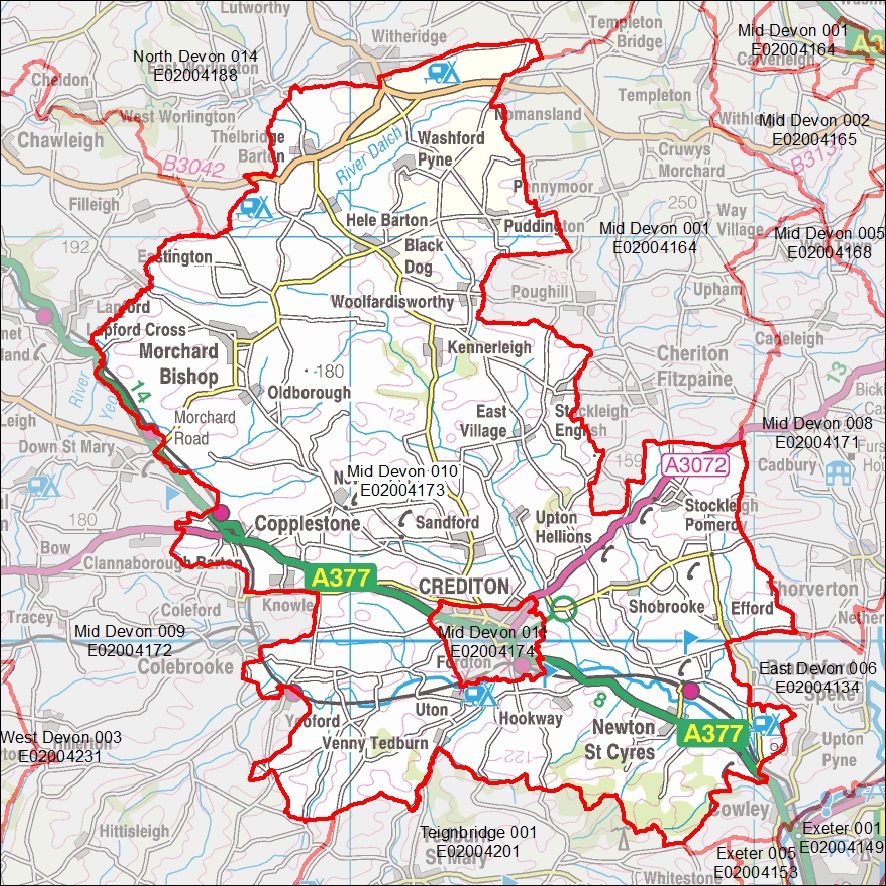 Lutworthy
Witheridge
Templeton
Bridge
Mid Devon 001
E02004164
Calverleigh
North Devon 014
E02004188
Cheldon
West Worlington
Chawleigh
B3042
Thelbridge
Barton
River Dalch
Washford
Pyne
Nomansland
Templeton
Mid Devon 002
E02004165
Cruwys
Morchard
Pennymoor
Filleigh
Hele Barton
Puddington
250
Way
Village
Mid Devon 001
E02004164
Mid Devon 005
E02004168
192
Eastington
Black
Dog
Woolfardisworthy
Poughill
Upham
Lapford
Lapford Cross
Cadeleigh
Morchard
Bishop
Kennerleigh
Cheriton
Fitzpaine
180
Oldborough
14
River
Yeo
122
13
Morchard
Road
East
Village
Stockleigh
English
Mid Devon 008
E02004171
Down St Mary
159
A3072
Cadbury
Mid Devon 010
E02004173
180
Copplestone
Sandford
Upton
Hellions
Stockleigh
Pomeroy
Bow
Clannaborough Barton
A377
CREDITON
Thorverton
Coleford
Knowle
Shobrooke
Efford
Tracey
Mid Devon 009
E02004172
Colebrooke
Mid Devon 011
E02004174
Fordton
East Devon 006
E02004134
Speke
8
West Devon 003
E02004231
Yeoford
Uton
Hookway
Newton
St Cyres
A377
Venny Tedburn
Upton
Pyne
122
Hittisleigh
Cowley
Teignbridge 001
E02004201
St Mary
Exeter 001
E02004149
Exeter 005
E02004153
Whitestone